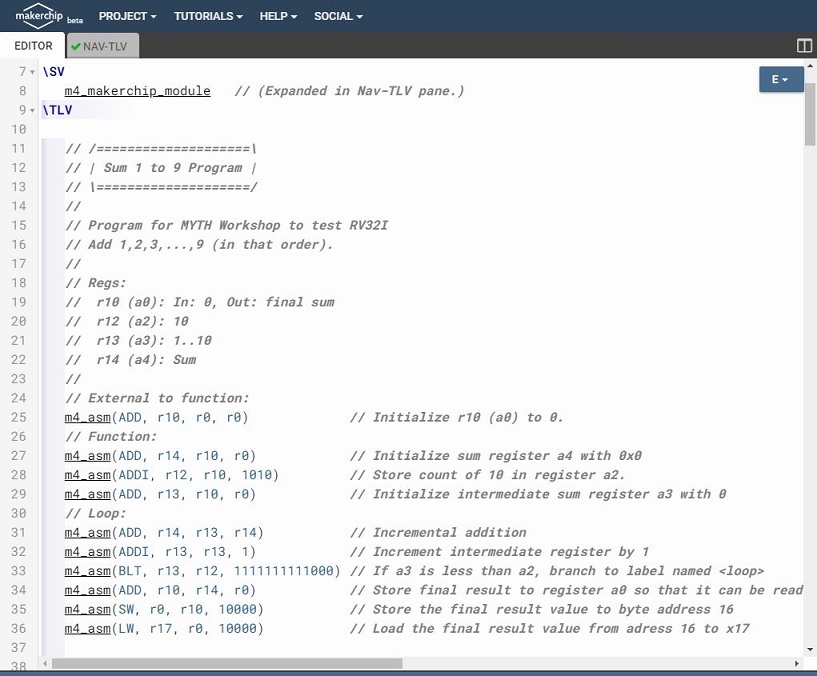 makerchip beta PROJECT TUTORIALS HELP SOCIAL
EDITOR NAV-TLV
7 \SV
8 m4_makerchip_module // (Expanded in Nav-TLV pane.)
E
9 \TLV
10
11 // /====================\
12 // | Sum 1 to 9 Program |
13 // \====================/
14 //
15 // Program for MYTH Workshop to test RV32I
16 // Add 1,2,3,...,9 (in that order).
17 //
18 // Regs:
19 //  r10 (a0): In: 0, Out: final sum
20 //  r12 (a2): 10
21 //  r13 (a3): 1..10
22 //  r14 (a4): Sum
23 //
24 // External to function:
25 m4_asm(ADD, r10, r0, r0) // Initialize r10 (a0) to 0.
26 // Function:
27 m4_asm(ADD, r14, r10, r0) // Initialize sum register a4 with 0x0
28 m4_asm(ADDI, r12, r10, 1010) // Store count of 10 in register a2.
29 m4_asm(ADD, r13, r10, r0) // Initialize intermediate sum register a3 with 0
30 // Loop:
31 m4_asm(ADD, r14, r13, r14) // Incremental addition
32 m4_asm(ADDI, r13, r13, 1) // Increment intermediate register by 1
33 m4_asm(BLT, r13, r12, 1111111111000) // If a3 is less than a2, branch to label named <loop>
34 m4_asm(ADD, r10, r14, r0) // Store final result to register a0 so that it can be read
35 m4_asm(SW, r0, r10, 10000) // Store the final result value to byte address 16
36 m4_asm(LW, r17, r0, 10000) // Load the final result value from adress 16 to x17
37
38